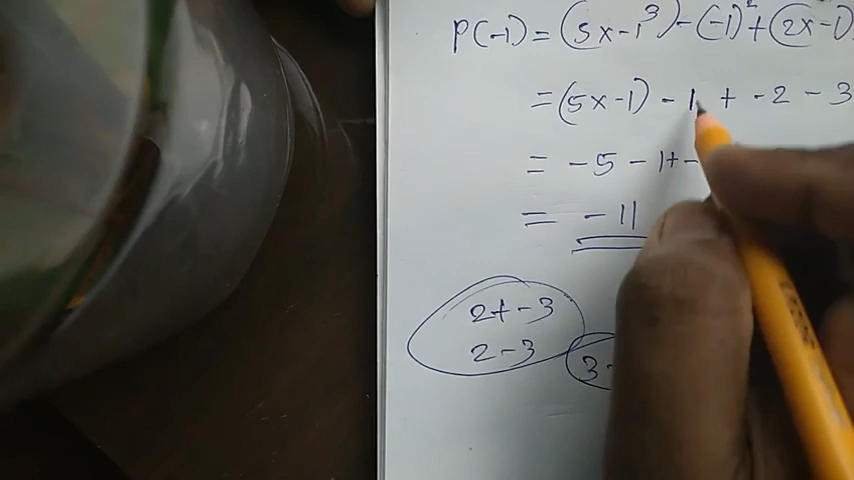 P(-1) = (5x-1³) - (-1)² + (2x-1)
= (5x-1) - 1 + -2 - 3
= -5 - 1 + -
= -11
2+-3
2-3
3-